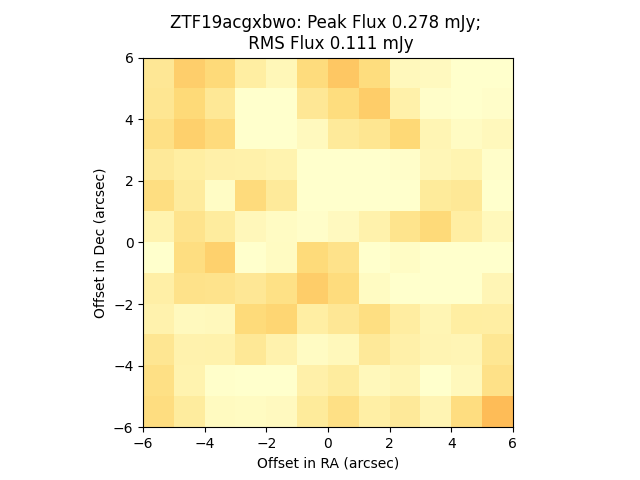 ZTF19acgxbwo: Peak Flux 0.278 mJy;
RMS Flux 0.111 mJy
6
4
2
0
−2
−4
−6
Offset in Dec (arcsec)
−6 −4 −2 0 2 4 6
Offset in RA (arcsec)